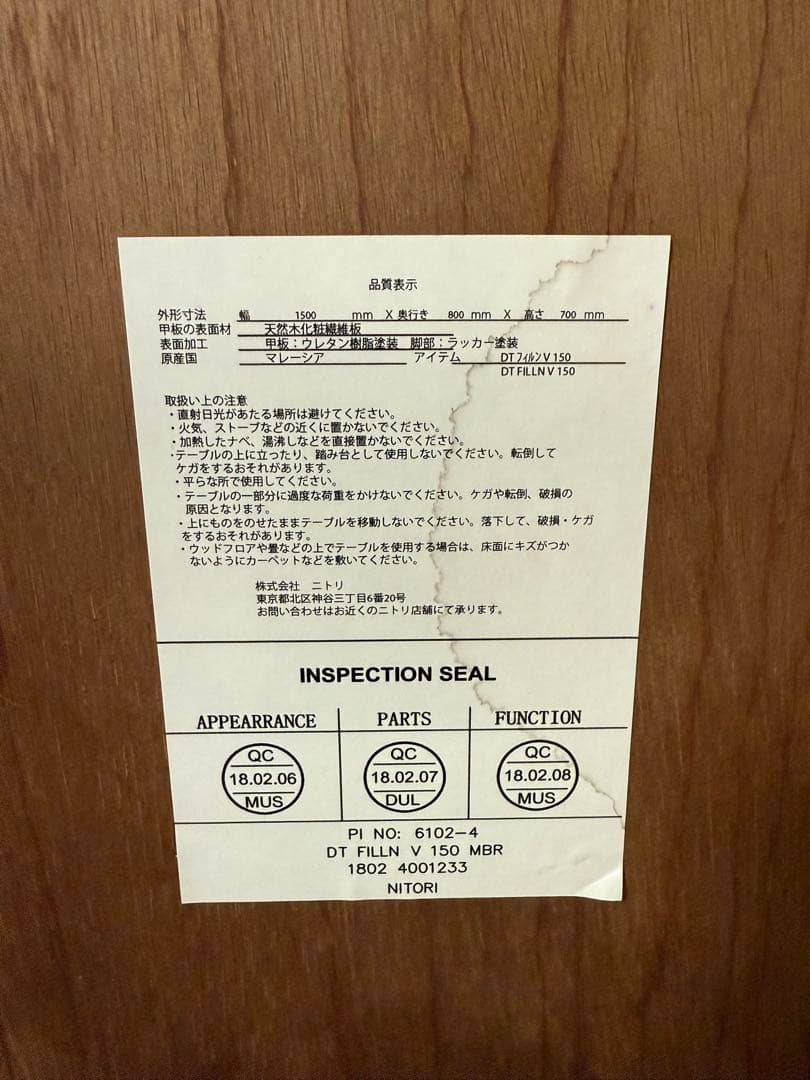 品質表示
外形寸法 幅 1500 mm X 奥行き 800 mm X 高さ 700 mm
甲板の表面材 天然木化粧繊維板
表面加工 甲板：ウレタン樹脂塗装 脚部：ラッカー塗装
原産国 マレーシア アイテム DTフィルンV 150
DT FILLN V 150
取扱い上の注意
・直射日光があたる場所は避けてください。
・火気、ストーブなどの近くに置かないでください。
・加熱したナベ、湯沸しなどを直接置かないでください。
・テーブルの上に立ったり、踏み台として使用しないでください。転倒して
ケガをするおそれがあります。
・平らな所で使用してください。
・テーブルの一部分に過度な荷重をかけないでください。ケガや転倒、破損の
原因となります。
・上にものをのせたままテーブルを移動しないでください。落下して、破損・ケガ
をするおそれがあります。
・ウッドフロアや畳などの上でテーブルを使用する場合は、床面にキズがつか
ないようにカーペットなどを敷いてください。
株式会社 ニトリ
東京都北区神谷三丁目6番20号
お問い合わせはお近くのニトリ店舗にて承ります。
INSPECTION SEAL
APPEARRANCE PARTS FUNCTION
QC QC QC
18.02.06 18.02.07 18.02.08
MUS DUL MUS
PI NO: 6102-4
DT FILLN V 150 MBR
1802 4001233
NITORI